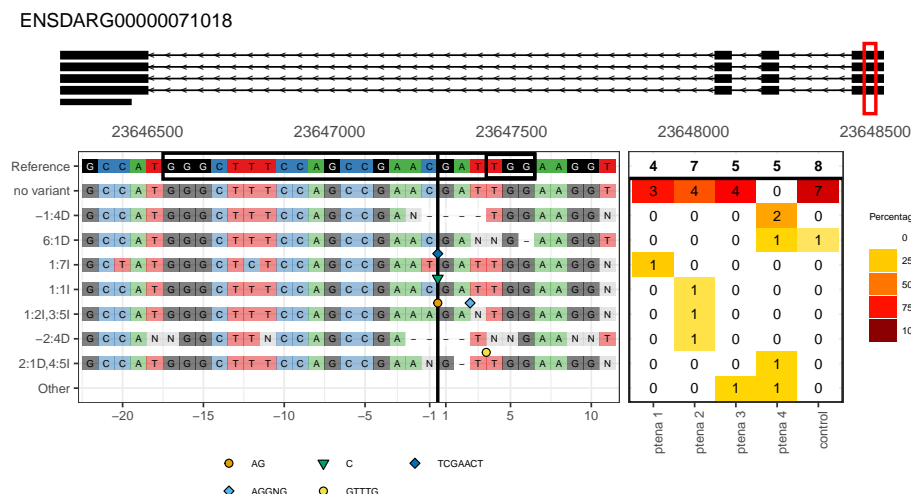 ENSDARG00000071018
23646500 23647000 23647500 23648000 23648500
Reference G C C A T G G G C T T T C C A G C C G A A C G A T T G G A A G G T 4 7 5 5 8
no variant G C C A T G G G C T T T C C A G C C G A A C G A T T G G A A G G T 3 4 4 0 7
−1:4D G C C A T G G G C T T T C C A G C C G A N - - - - T G G A A G G N 0 0 0 2 0
6:1D G C C A T G G G C T T T C C A G C C G A A C G A N N G - A A G G T 0 0 0 1 1
1:7I G C T A T G G G C T C T C C A G C C G A A T G A T T G G A A G G N 1 0 0 0 0
1:1I G C C A T G G G C T T T C C A G C C G A A C G A T T G G A A G G N 0 1 0 0 0
1:2I,3:5I G C C A T G G G C T T T C C A G C C G A A A G A N T G G A A G G N 0 1 0 0 0
−2:4D G C C A N N G G C T T N C C A G C C G A - - - - T N N G A A N N T 0 1 0 0 0
2:1D,4:5I G C C A T G G G C T T T C C A G C C G A A N G - T T G G A A G G N 0 0 0 1 0
Other 0 0 1 1 0
−20 −15 −10 −5 −1 1 5 10
ptena 1 ptena 2 ptena 3 ptena 4 control
Percentag
0
25
50
75
10
AG C TCGAACT
AGGNG GTTTG